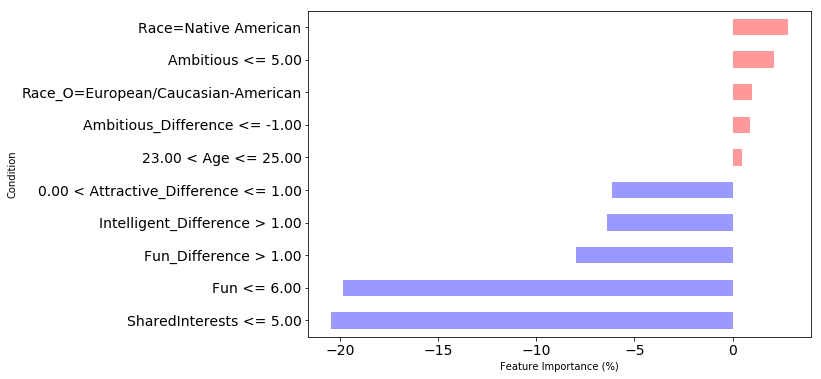 Race=Native American
Ambitious <= 5.00
Race_O=European/Caucasian-American
Ambitious_Difference <= -1.00
23.00 < Age <= 25.00
0.00 < Attractive_Difference <= 1.00
Intelligent_Difference > 1.00
Fun_Difference > 1.00
Fun <= 6.00
SharedInterests <= 5.00
Condition
−20 −15 −10 −5 0
Feature Importance (%)